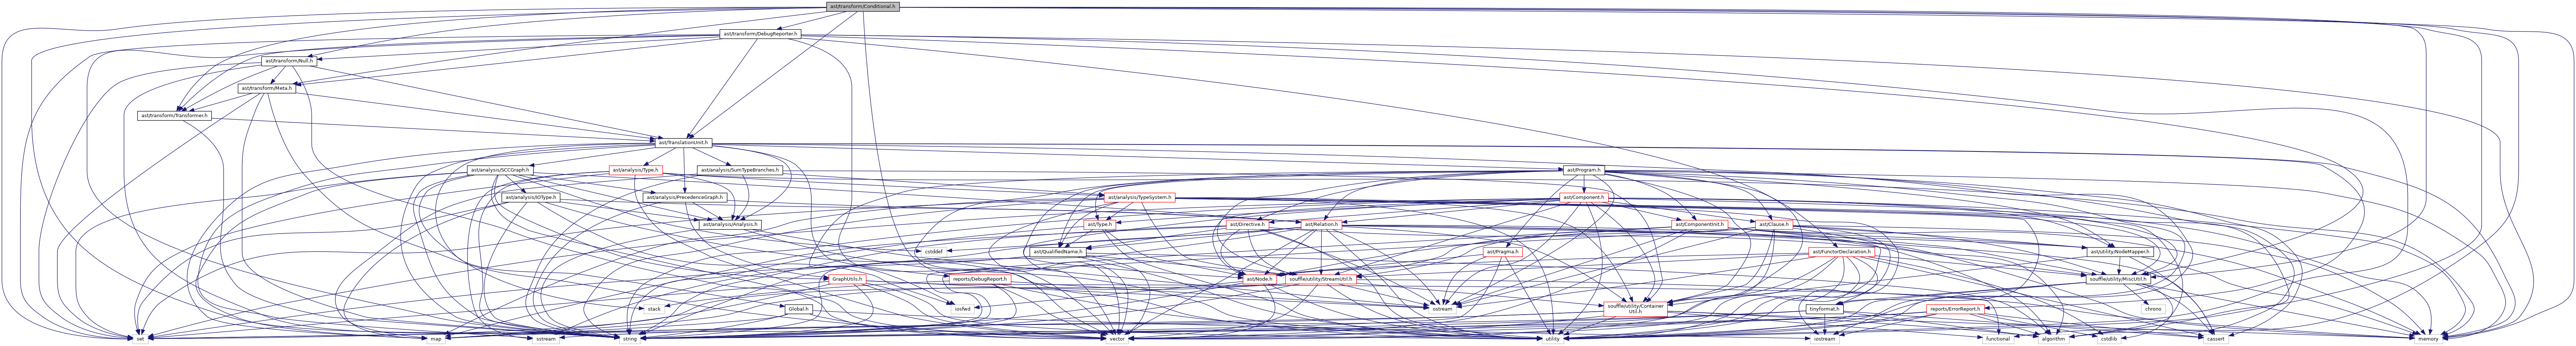 ast/transform/Conditional.h
ast/transform/DebugReporter.h
ast/transform/Null.h
ast/transform/Meta.h
ast/transform/Transformer.h
ast/TranslationUnit.h
ast/analysis/SCCGraph.h
ast/analysis/Type.h
ast/analysis/SumTypeBranches.h
ast/Program.h
ast/analysis/IOType.h
ast/analysis/PrecedenceGraph.h
ast/analysis/TypeSystem.h
ast/Component.h
ast/analysis/Analysis.h
ast/Type.h
ast/Directive.h
ast/Relation.h
ast/ComponentInit.h
ast/Clause.h
cstddef
ast/QualifiedName.h
ast/Pragma.h
ast/FunctorDeclaration.h
ast/utility/NodeMapper.h
GraphUtils.h
reports/DebugReport.h
ast/Node.h
souffle/utility/StreamUtil.h
souffle/utility/MiscUtil.h
Global.h
stack
iosfwd
ostream
souffle/utility/Container
Util.h
tinyformat.h
reports/ErrorReport.h
chrono
set
map
sstream
string
vector
utility
iostream
functional
algorithm
cstdlib
cassert
memory